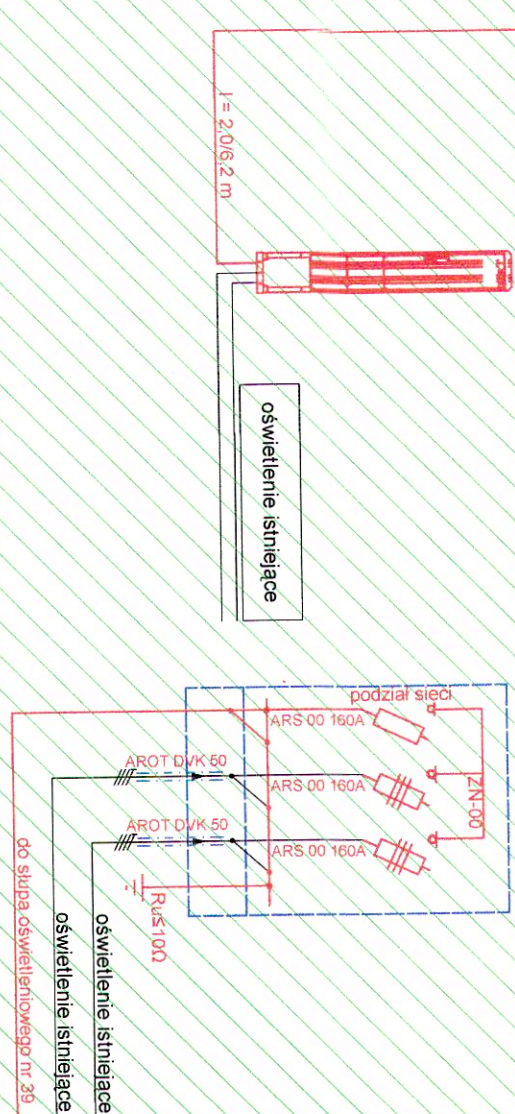 l = 2,0/6,2 m
oświetlenie istniejące
podział sieci
ARS 00 160A
AROT DVK 50
ARS 00 160A
ZN-00
AROT DVK 50
ARS 00 160A
Ru≤10Ω
oświetlenie istniejące
oświetlenie istniejące
do słupa oświetleniowego nr 39